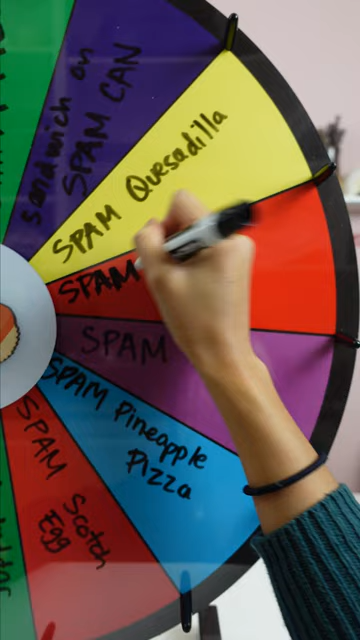 sandwich on
SPAM CAN
SPAM Quesadilla
SPAM
SPAM
SPAM Pineapple
Pizza
SPAM
Scotch
Egg